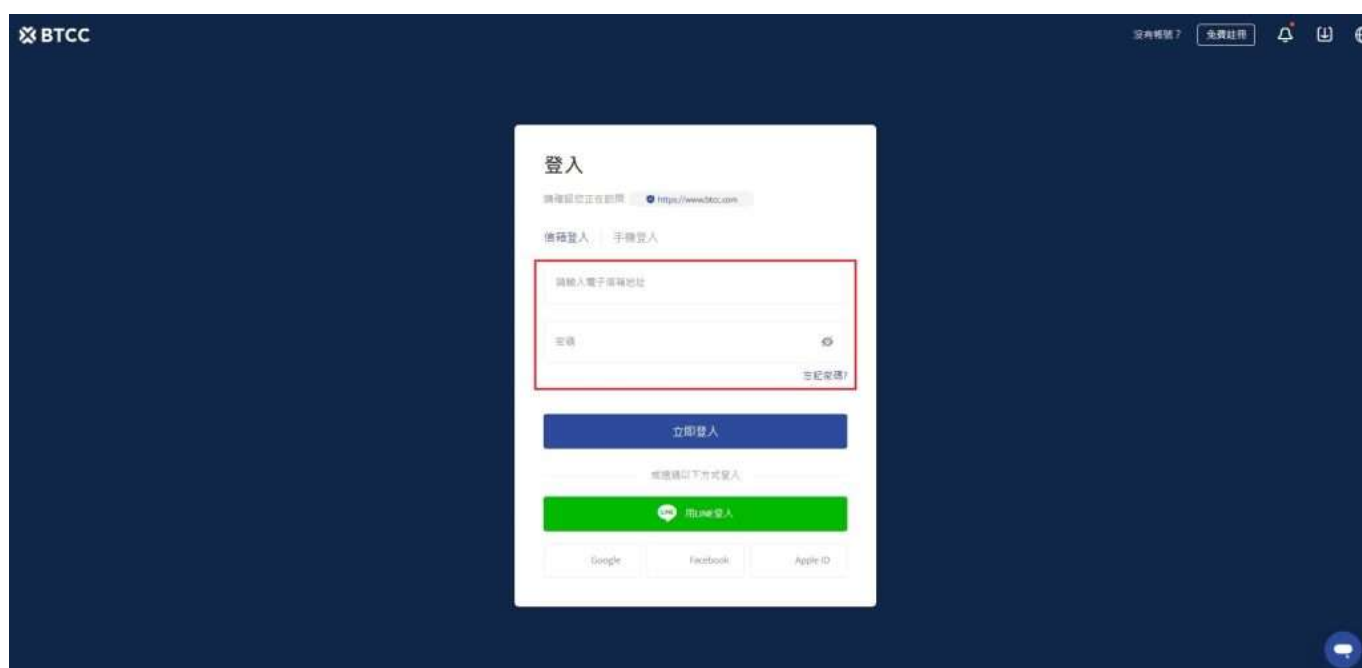 BTCC
沒有帳號？ 免費註冊
登入
請確認您正在訪問 https://www.btcc.com
信箱登入 手機登入
請輸入電子信箱地址
密碼
忘記密碼?
立即登入
或透過以下方式登入
LINE 用LINE登入
Google Facebook Apple ID